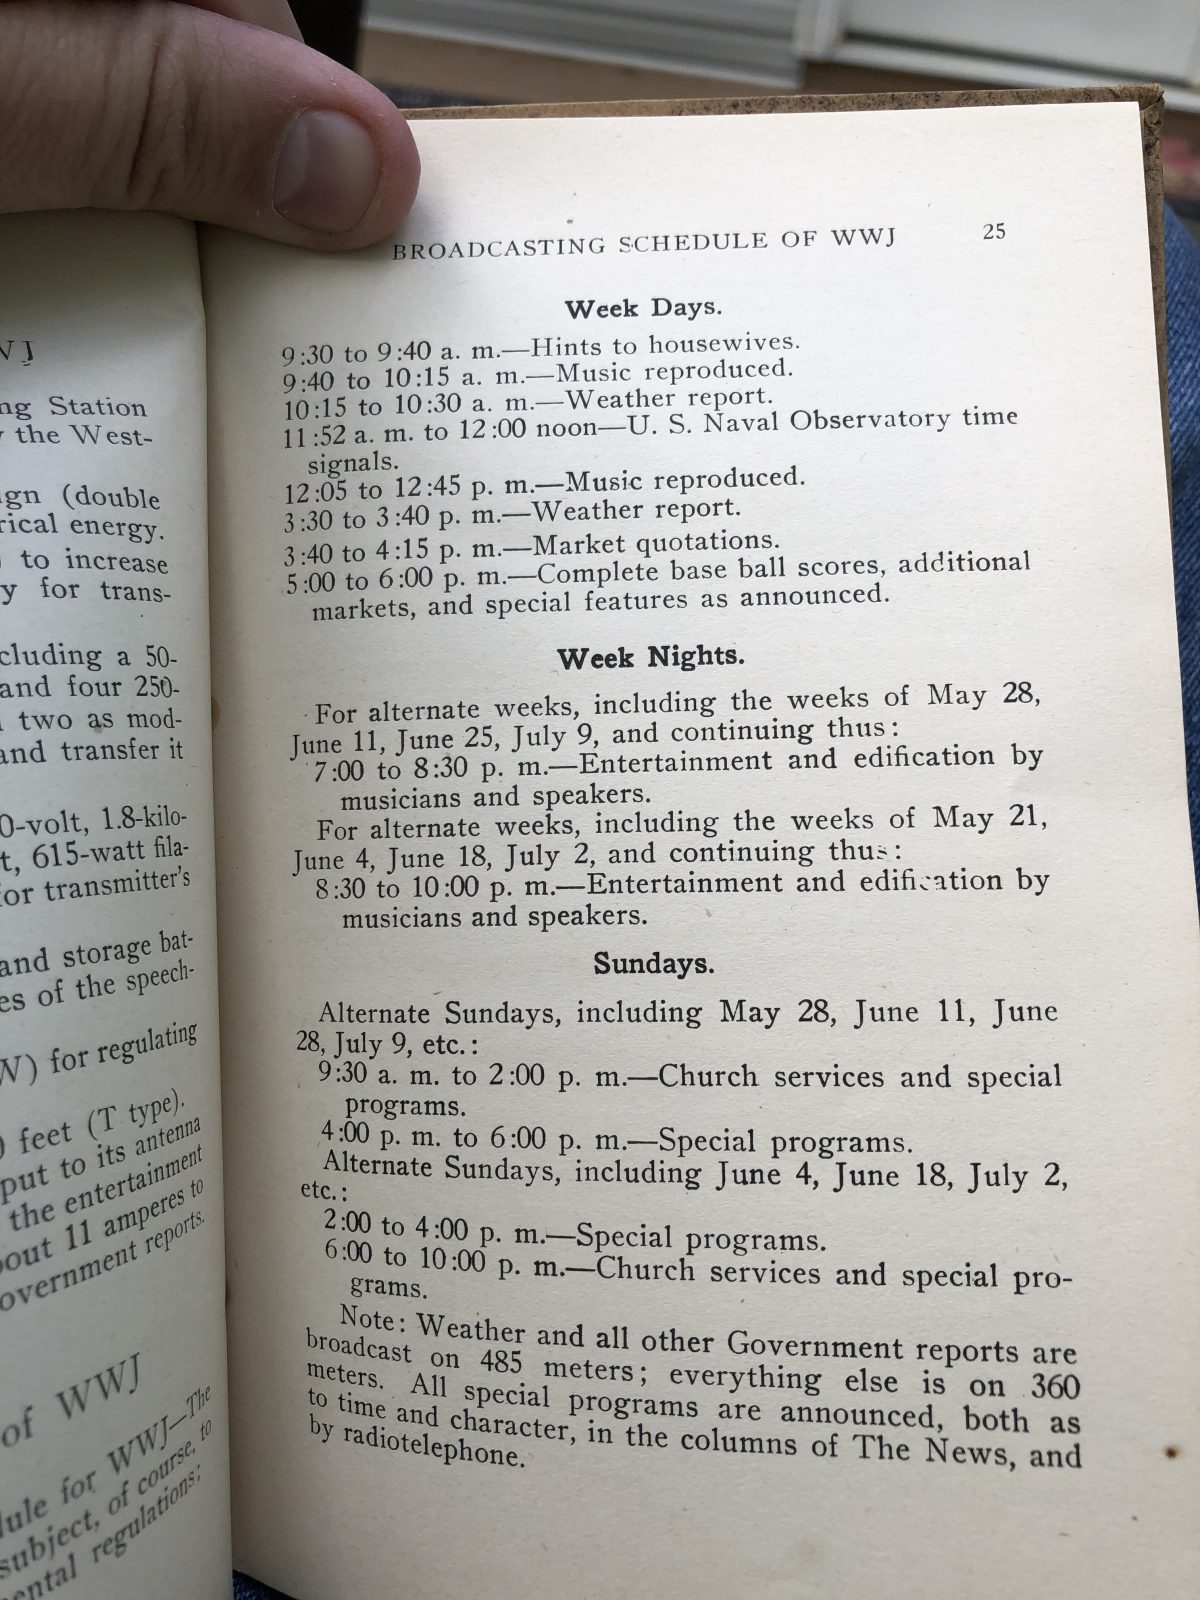 WJ
ng Station
the West-
ign (double
rical energy.
to increase
y for trans-
cluding a 50-
and four 250-
two as mod-
and transfer it
0-volt, 1.8-kilo-
t, 615-watt fila-
for transmitter's
and storage bat-
es of the speech-
W) for regulating
) feet (T type).
put to its antenna
the entertainment
bout 11 amperes to
overnment reports.
of WWJ
dule for WWJ—The
subject, of course, to
ental regulations:
BROADCASTING SCHEDULE OF WWJ 25
Week Days.
9:30 to 9:40 a. m.—Hints to housewives.
9:40 to 10:15 a. m.—Music reproduced.
10:15 to 10:30 a. m.—Weather report.
11:52 a. m. to 12:00 noon—U. S. Naval Observatory time
signals.
12:05 to 12:45 p. m.—Music reproduced.
3:30 to 3:40 p. m.—Weather report.
3:40 to 4:15 p. m.—Market quotations.
5:00 to 6:00 p. m.—Complete base ball scores, additional
markets, and special features as announced.
Week Nights.
For alternate weeks, including the weeks of May 28,
June 11, June 25, July 9, and continuing thus:
7:00 to 8:30 p. m.—Entertainment and edification by
musicians and speakers.
For alternate weeks, including the weeks of May 21,
June 4, June 18, July 2, and continuing thus:
8:30 to 10:00 p. m.—Entertainment and edification by
musicians and speakers.
Sundays.
Alternate Sundays, including May 28, June 11, June
28, July 9, etc.:
9:30 a. m. to 2:00 p. m.—Church services and special
programs.
4:00 p. m. to 6:00 p. m.—Special programs.
Alternate Sundays, including June 4, June 18, July 2,
etc.:
2:00 to 4:00 p. m.—Special programs.
6:00 to 10:00 p. m.—Church services and special pro-
grams.
Note: Weather and all other Government reports are
broadcast on 485 meters; everything else is on 360
meters. All special programs are announced, both as
to time and character, in the columns of The News, and
by radiotelephone.